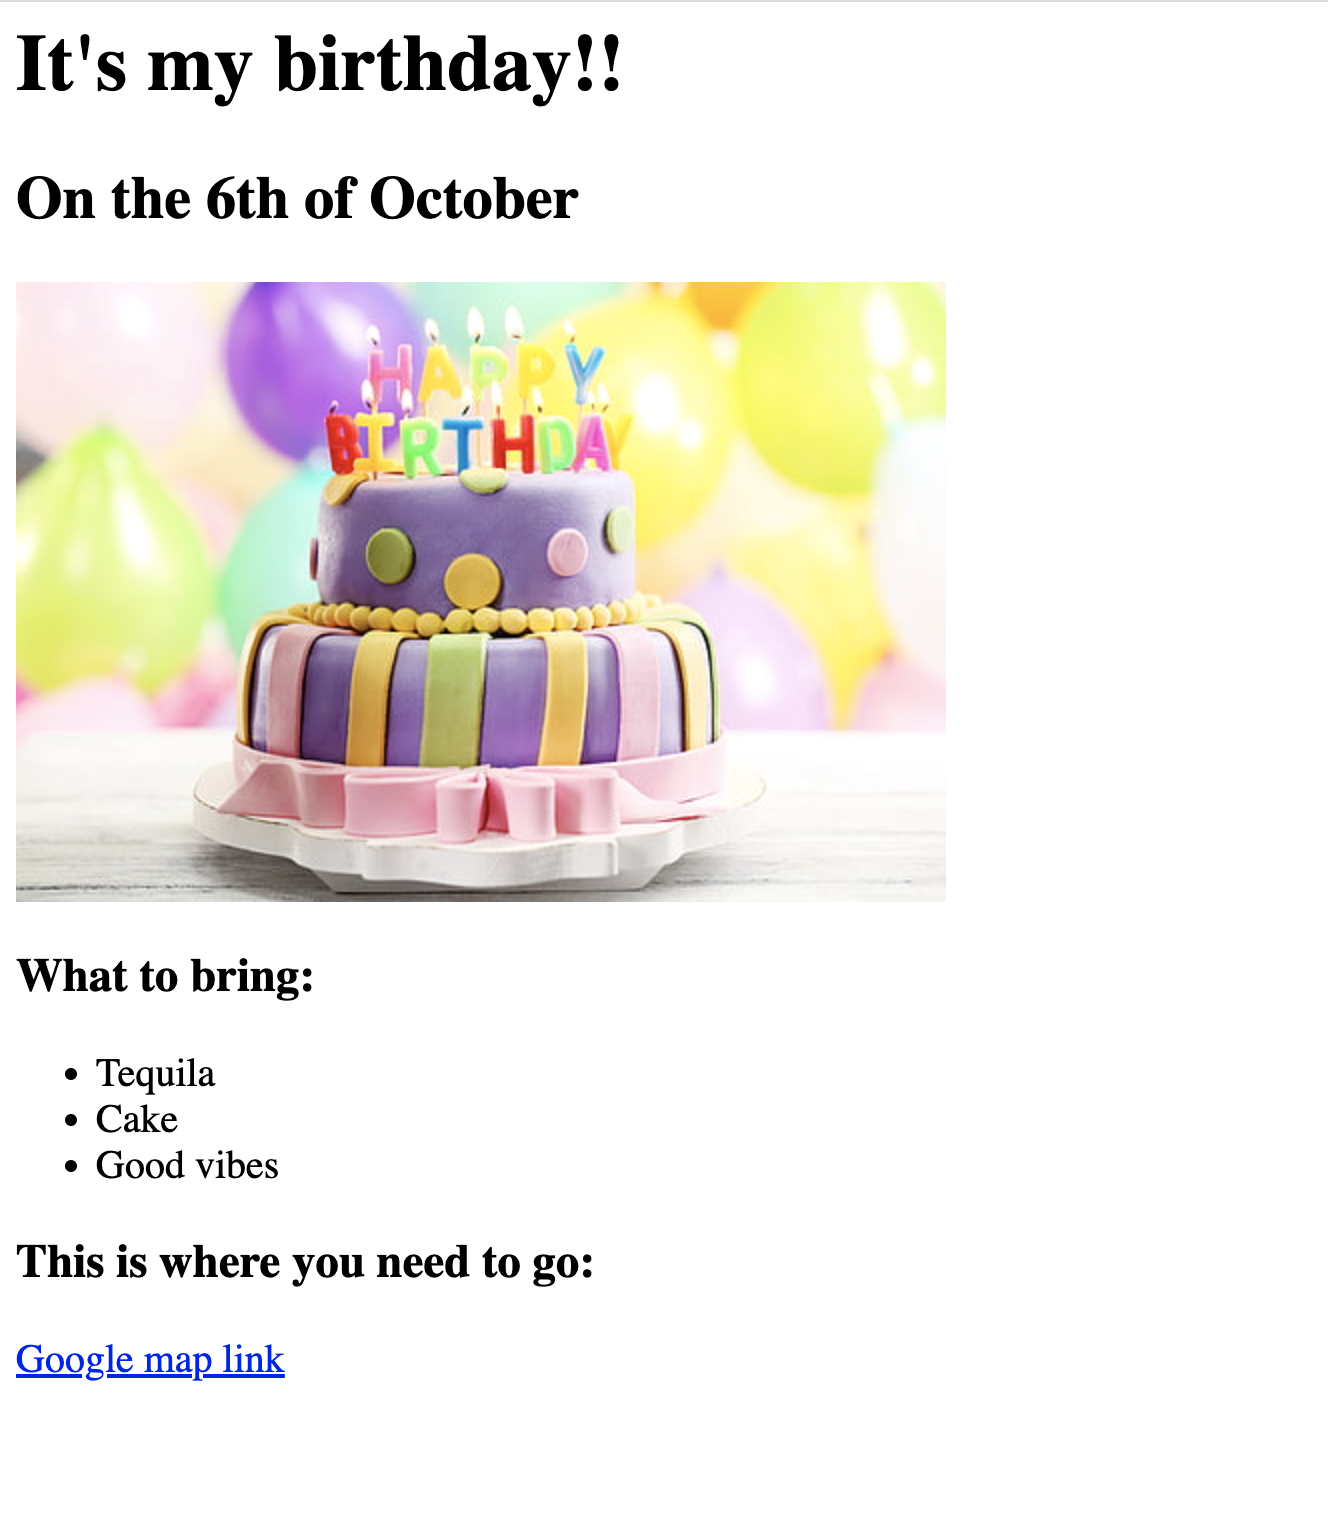 It's my birthday!!
On the 6th of October
HAPPY
BIRTHDAY
What to bring:
• Tequila
• Cake
• Good vibes
This is where you need to go:
Google map link